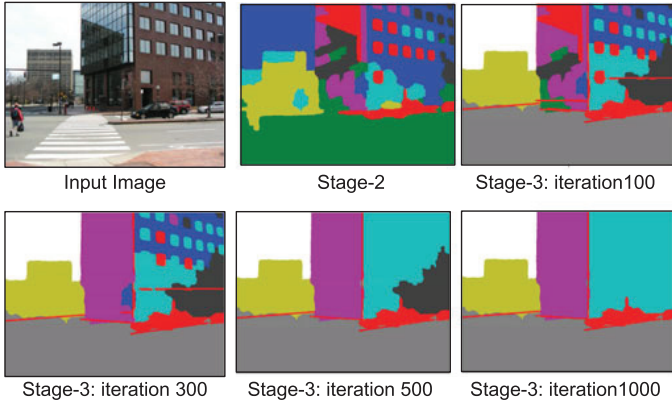 Input Image
Stage-2
Stage-3: iteration100
Stage-3: iteration 300
Stage-3: iteration 500
Stage-3: iteration1000